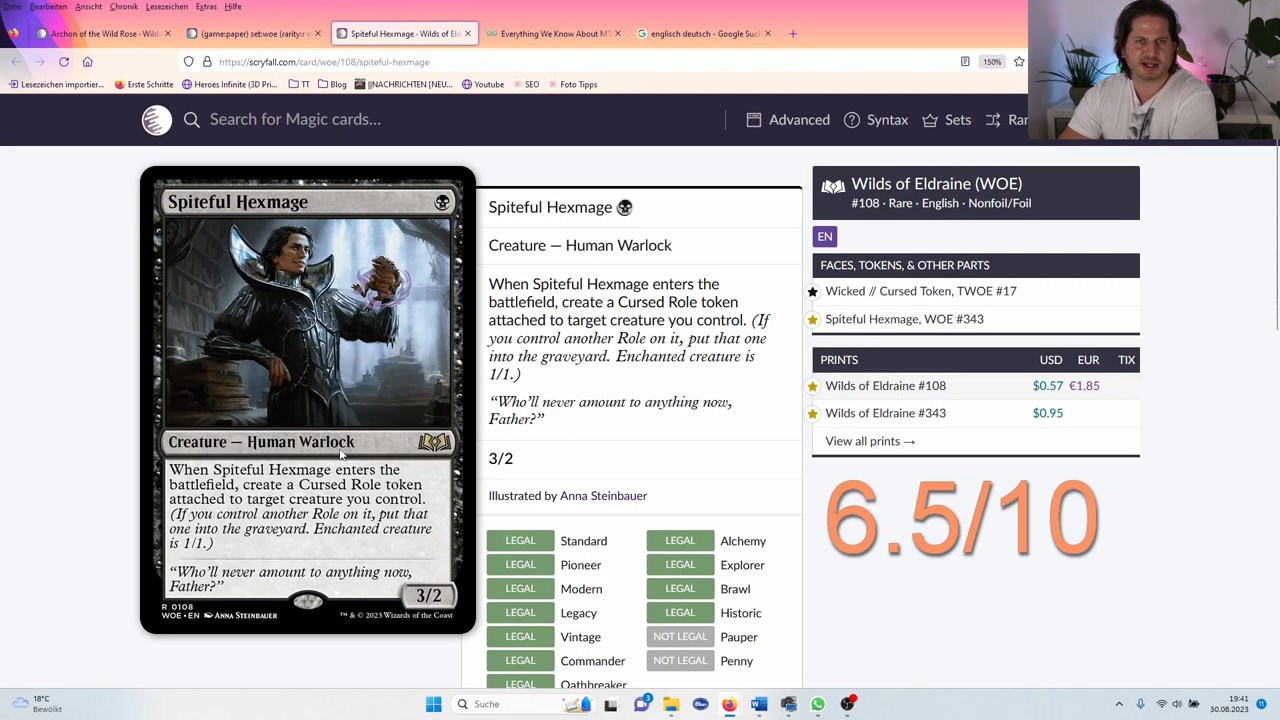 Datei Bearbeiten Ansicht Chronik Lesezeichen Extras Hilfe
Archon of the Wild Rose · Wilds × (game:paper) set:woe (rarity:r o × Spiteful Hexmage · Wilds of Eld × Everything We Know About MT × englisch deutsch - Google Suc × +
https://scryfall.com/card/woe/108/spiteful-hexmage 150%
Lesezeichen importier... Erste Schritte Heroes Infinite (3D Pri... TT Blog ||NACHRICHTEN [NEU... Youtube SEO Foto Tipps
Search for Magic cards... Advanced Syntax Sets Ran
Spiteful Hexmage
Creature — Human Warlock
When Spiteful Hexmage enters the
battlefield, create a Cursed Role token
attached to target creature you control.
(If you control another Role on it, put that
one into the graveyard. Enchanted creature
is 1/1.)
“Who’ll never amount to anything now,
Father?”
3/2
R 0108
WOE • EN Anna Steinbauer
™ & © 2023 Wizards of the Coast
Spiteful Hexmage
Creature — Human Warlock
When Spiteful Hexmage enters the
battlefield, create a Cursed Role token
attached to target creature you control. (If
you control another Role on it, put that one
into the graveyard. Enchanted creature is
1/1.)
“Who’ll never amount to anything now,
Father?”
3/2
Illustrated by Anna Steinbauer
LEGAL Standard LEGAL Alchemy
LEGAL Pioneer LEGAL Explorer
LEGAL Modern LEGAL Brawl
LEGAL Legacy LEGAL Historic
LEGAL Vintage NOT LEGAL Pauper
LEGAL Commander NOT LEGAL Penny
LEGAL Oathbreaker
Wilds of Eldraine (WOE)
#108 · Rare · English · Nonfoil/Foil
EN
FACES, TOKENS, & OTHER PARTS
Wicked // Cursed Token, TWOE #17
Spiteful Hexmage, WOE #343
PRINTS USD EUR TIX
Wilds of Eldraine #108 $0.57 €1.85
Wilds of Eldraine #343 $0.95
View all prints →
6.5/10
18°C
Bewölkt
Suche
3
19:41
30.08.2023
11